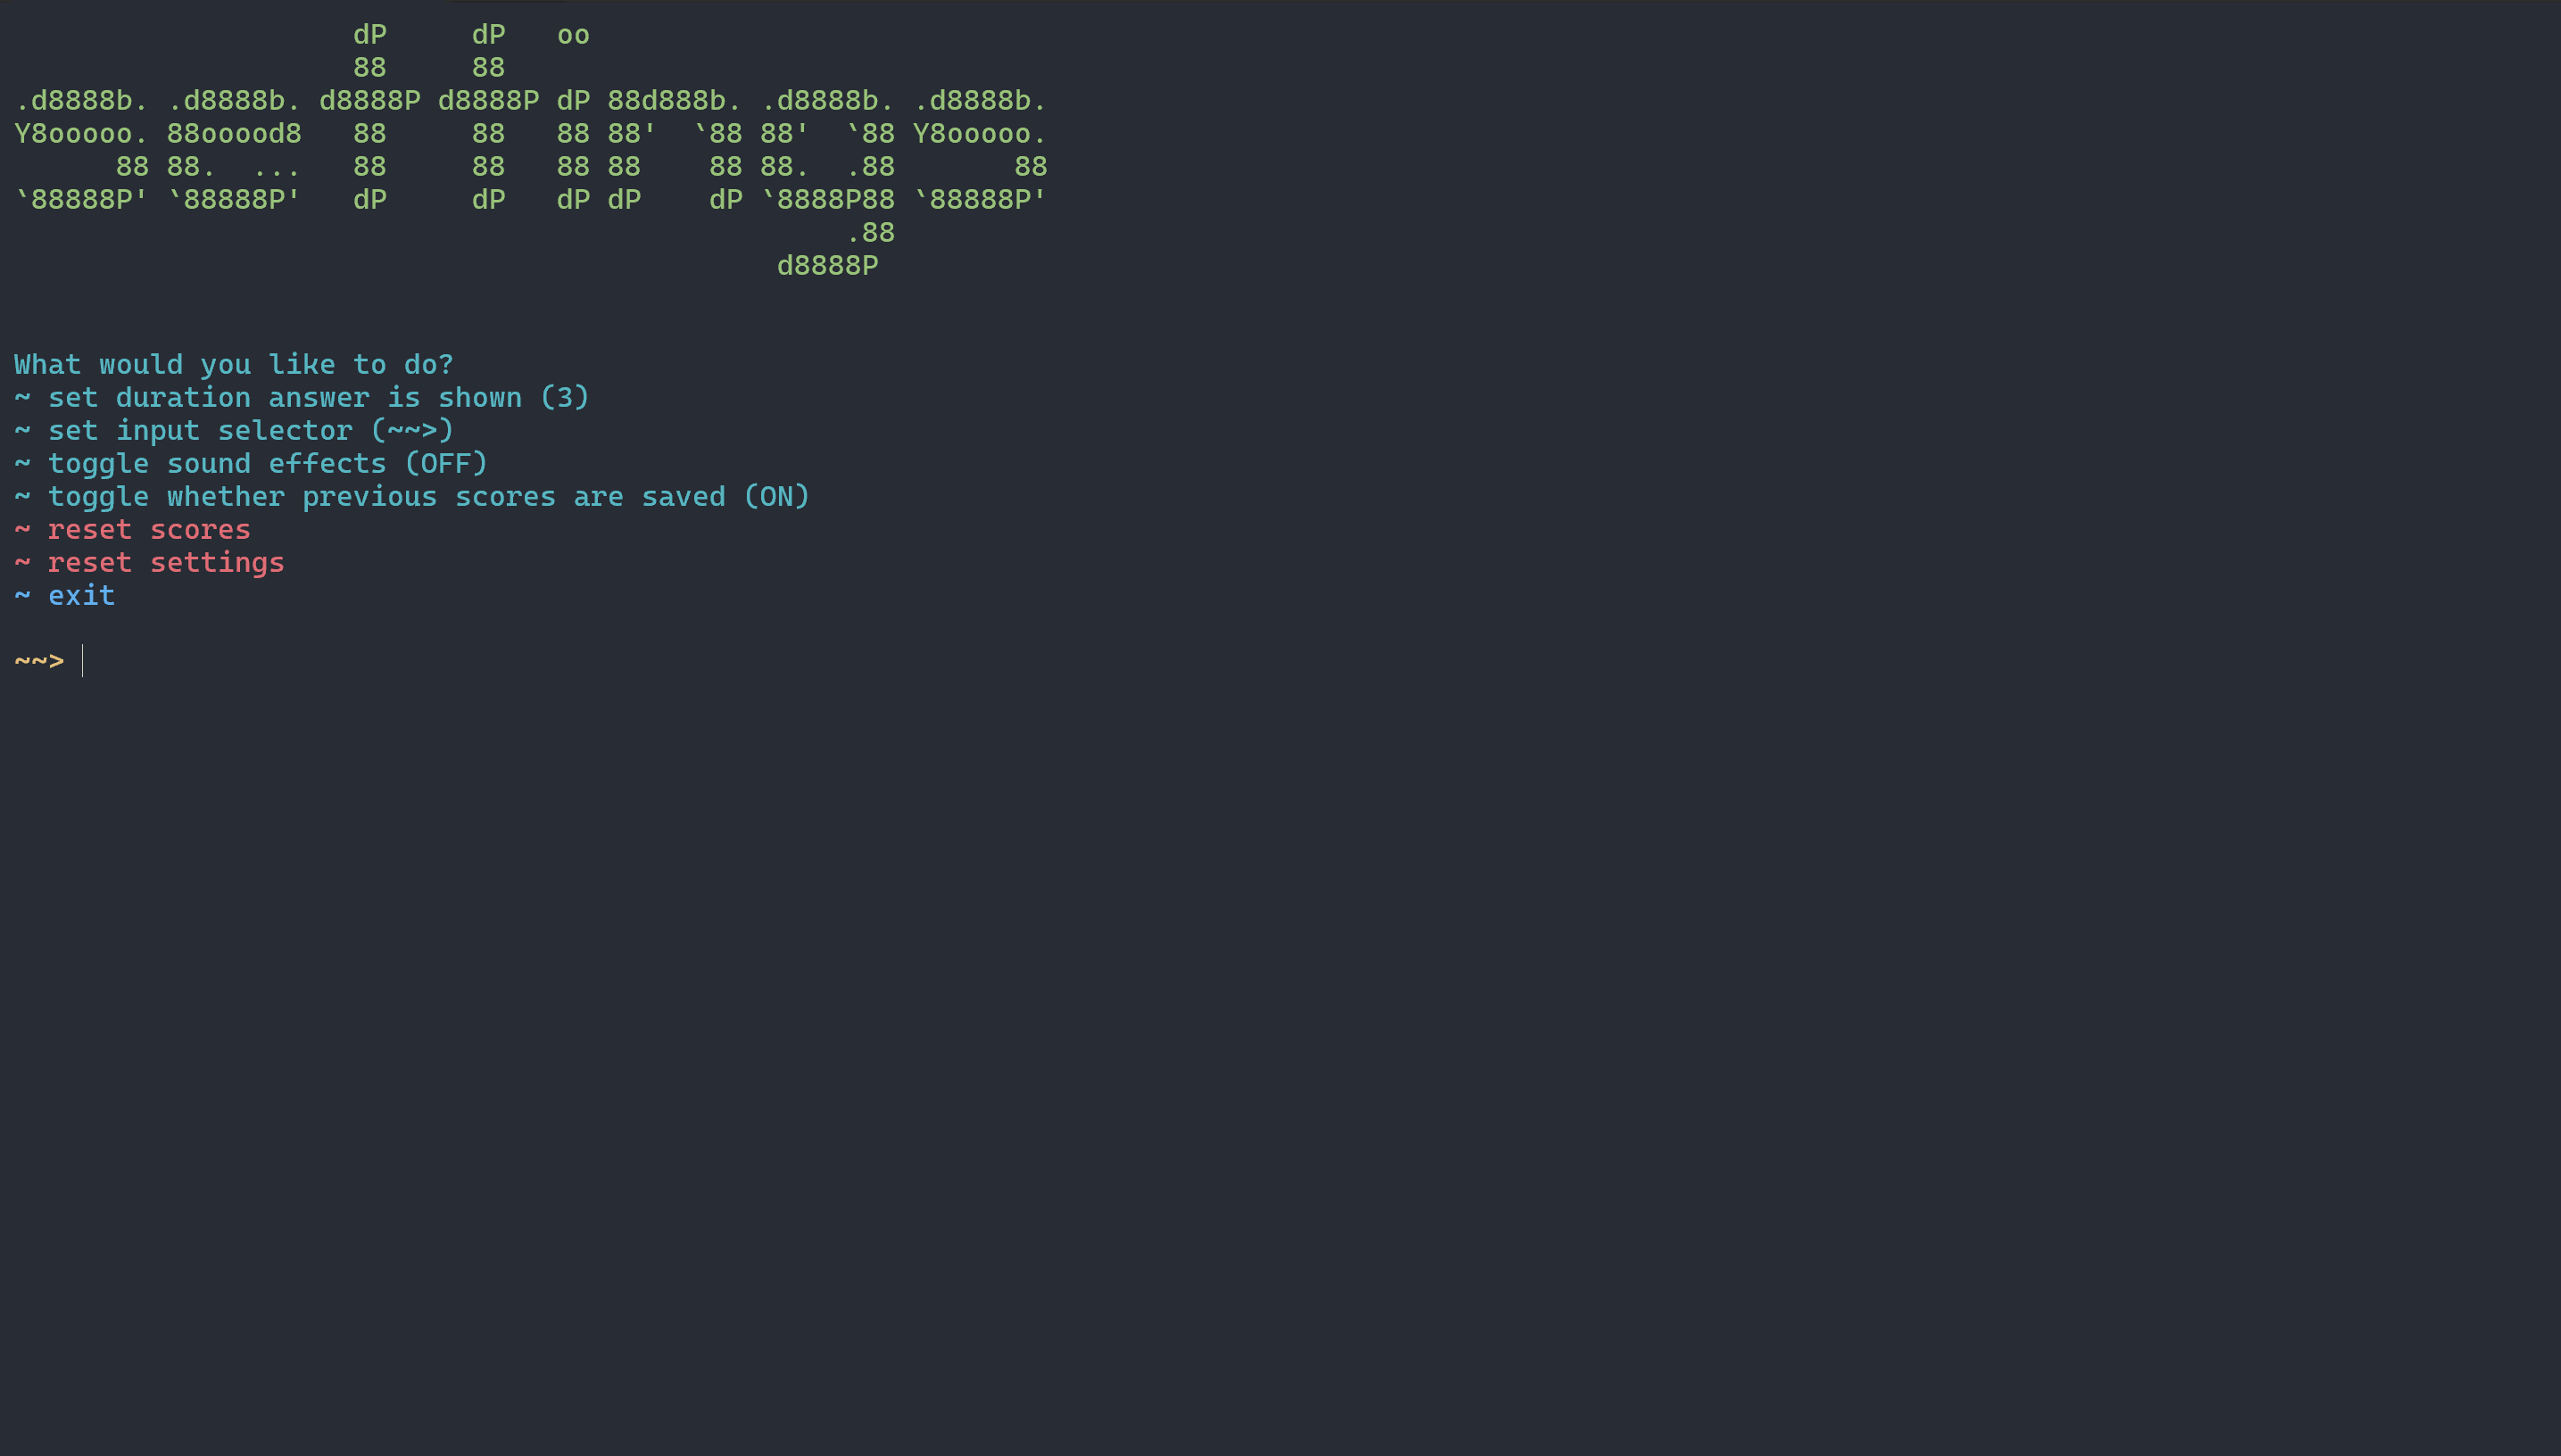 dP     dP   oo
                    88     88
.d8888b. .d8888b. d8888P d8888P dP 88d888b. .d8888b. .d8888b.
Y8ooooo. 88ooood8   88     88   88 88'  `88 88'  `88 Y8ooooo.
      88 88.  ...   88     88   88 88    88 88.  .88       88
`88888P' `88888P'   dP     dP   dP dP    dP `8888P88 `88888P'
                                                 .88
                                             d8888P
What would you like to do?
~ set duration answer is shown (3)
~ set input selector (~~>)
~ toggle sound effects (OFF)
~ toggle whether previous scores are saved (ON)
~ reset scores
~ reset settings
~ exit
~~>